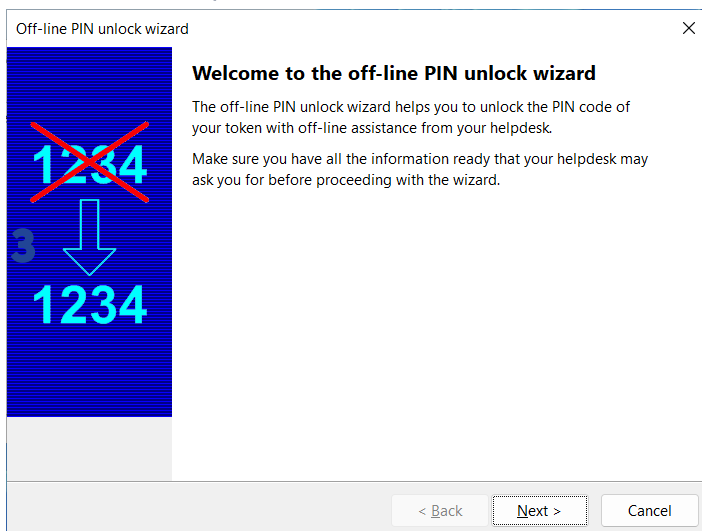 Off-line PIN unlock wizard
Welcome to the off-line PIN unlock wizard
The off-line PIN unlock wizard helps you to unlock the PIN code of
your token with off-line assistance from your helpdesk.
Make sure you have all the information ready that your helpdesk may
ask you for before proceeding with the wizard.
1234
3
1234
< Back
Next >
Cancel